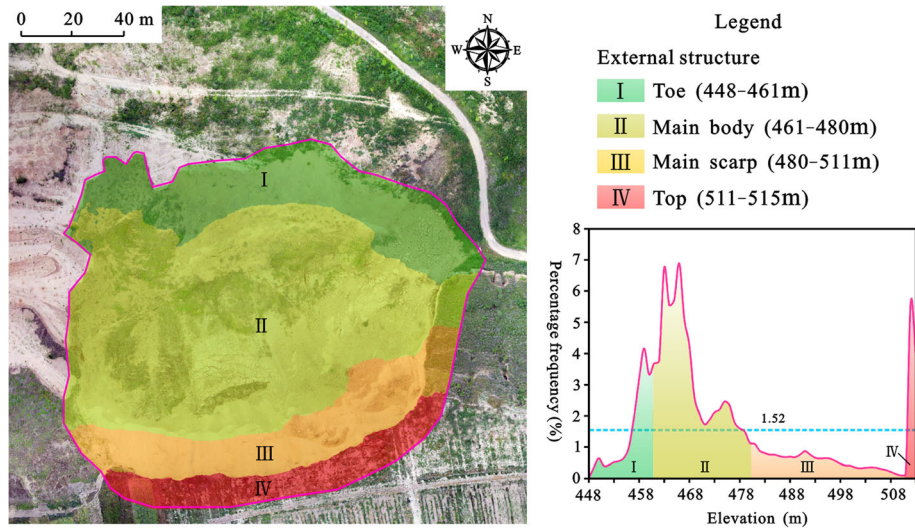 0 20 40 m
N
W E
S
I
II
III
IV
Legend
External structure
I Toe (448-461m)
II Main body (461-480m)
III Main scarp (480-511m)
IV Top (511-515m)
Percentage frequency (%)
8
7
6
5
4
3
2
1
0
1.52
I II III IV
448 458 468 478 488 498 508
Elevation (m)